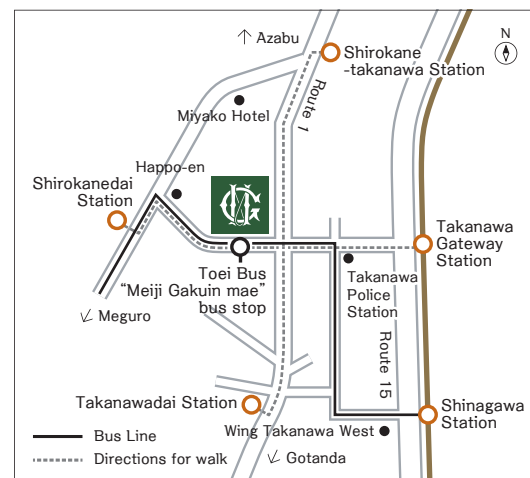 ↑ Azabu
N
Shirokane
-takanawa Station
Route 1
Miyako Hotel
Happo-en
Shirokanedai
Station
MG
Takanawa
Gateway
Station
Toei Bus
“Meiji Gakuin mae”
bus stop
Takanawa
Police
Station
↙ Meguro
Route 15
Takanawadai Station
Shinagawa
Station
Wing Takanawa West
↙ Gotanda
Bus Line
Directions for walk